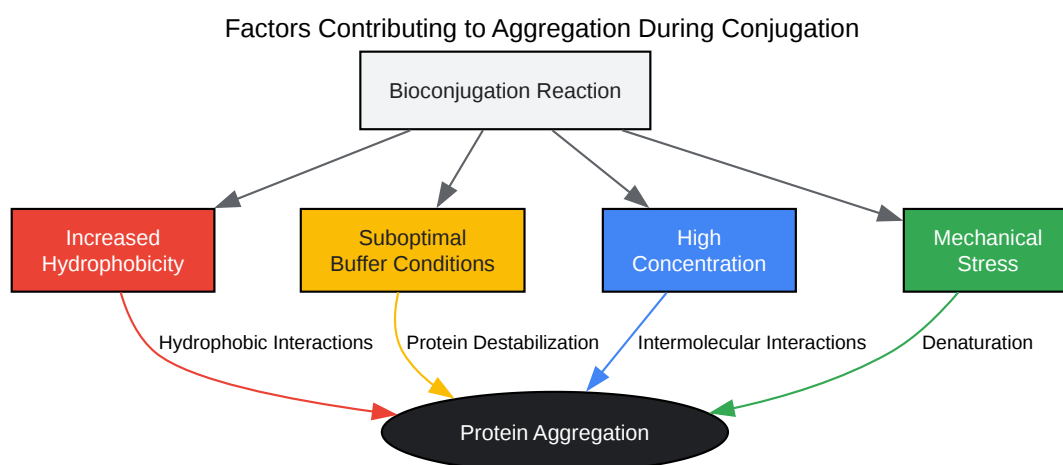 Factors Contributing to Aggregation During Conjugation
Bioconjugation Reaction
Increased
Hydrophobicity
Suboptimal
Buffer Conditions
High
Concentration
Mechanical
Stress
Hydrophobic Interactions
Protein Destabilization
Intermolecular Interactions
Denaturation
Protein Aggregation